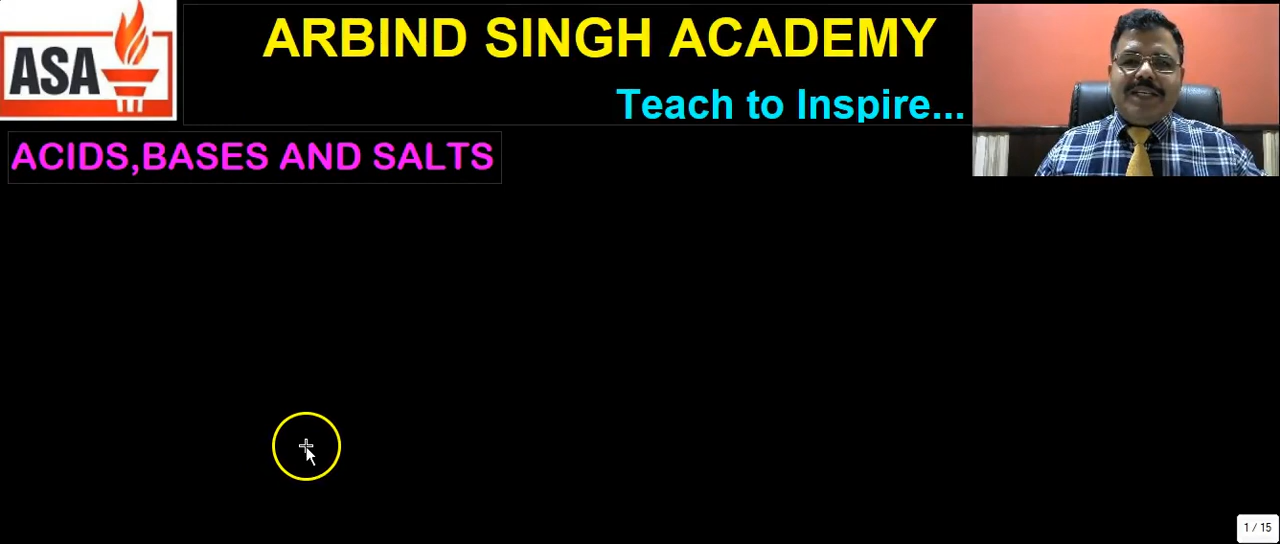 ASA
ARBIND SINGH ACADEMY
Teach to Inspire...
ACIDS,BASES AND SALTS
1 / 15